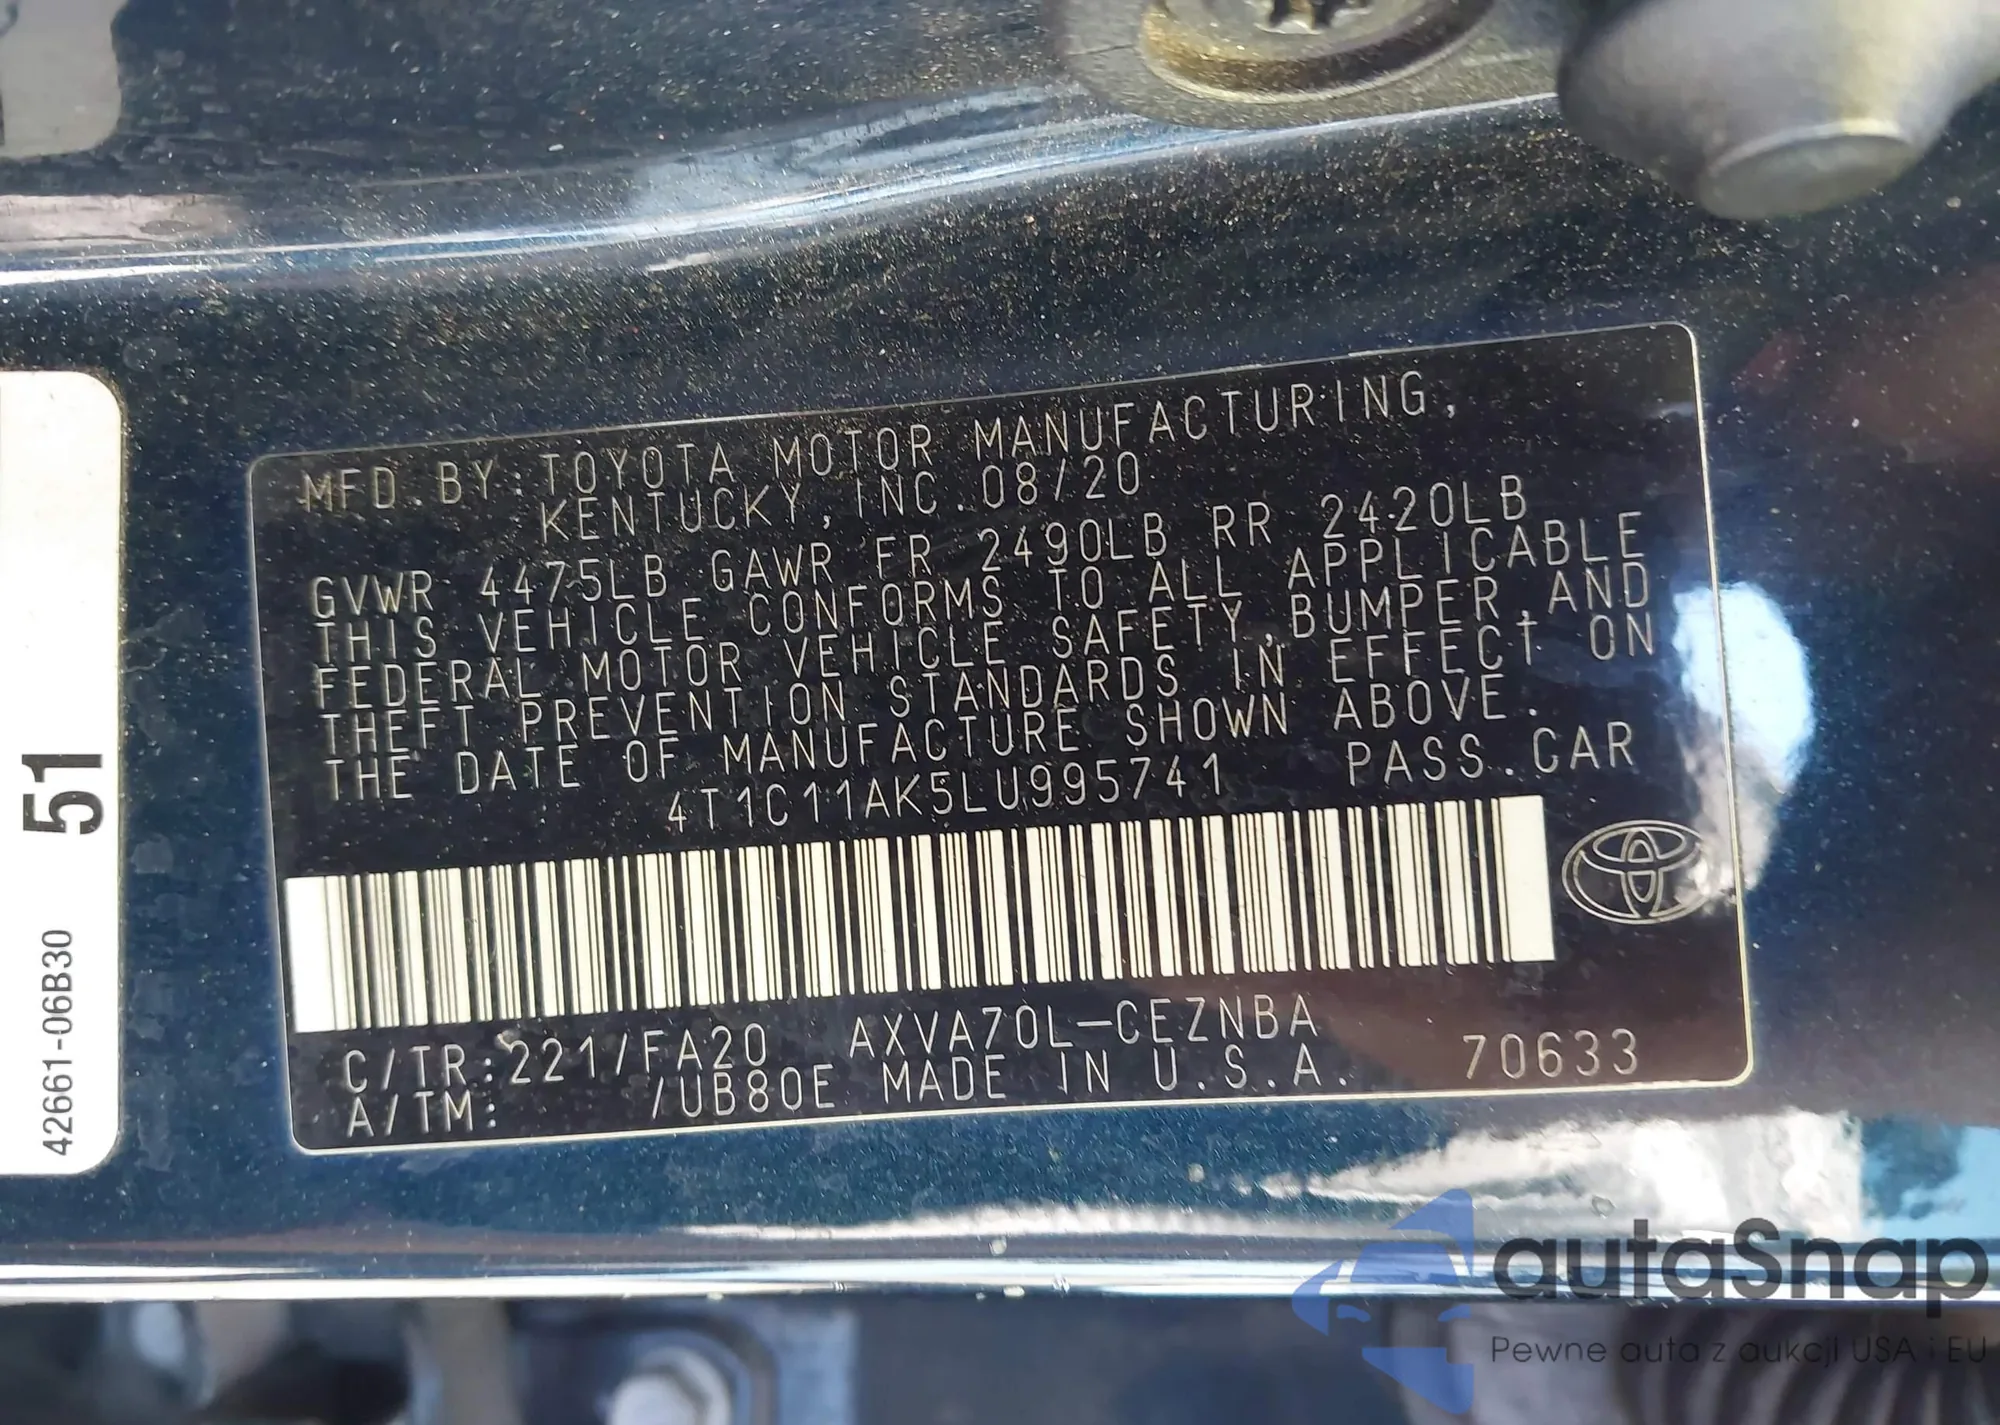 MFD.BY:TOYOTA MOTOR MANUFACTURING,
KENTUCKY,INC.08/20
GVWR 4475LB GAWR FR 2490LB RR 2420LB
THIS VEHICLE CONFORMS TO ALL APPLICABLE
FEDERAL MOTOR VEHICLE SAFETY,BUMPER,AND
THEFT PREVENTION STANDARDS IN EFFECT ON
THE DATE OF MANUFACTURE SHOWN ABOVE.
4T1C11AK5LU995741 PASS.CAR
C/TR:221/FA20 AXVA70L-CEZNBA
A/TM: /UB80E MADE IN U.S.A. 70633
51
42661-06B30
autaSnap
Pewne auta z aukcji USA i EU